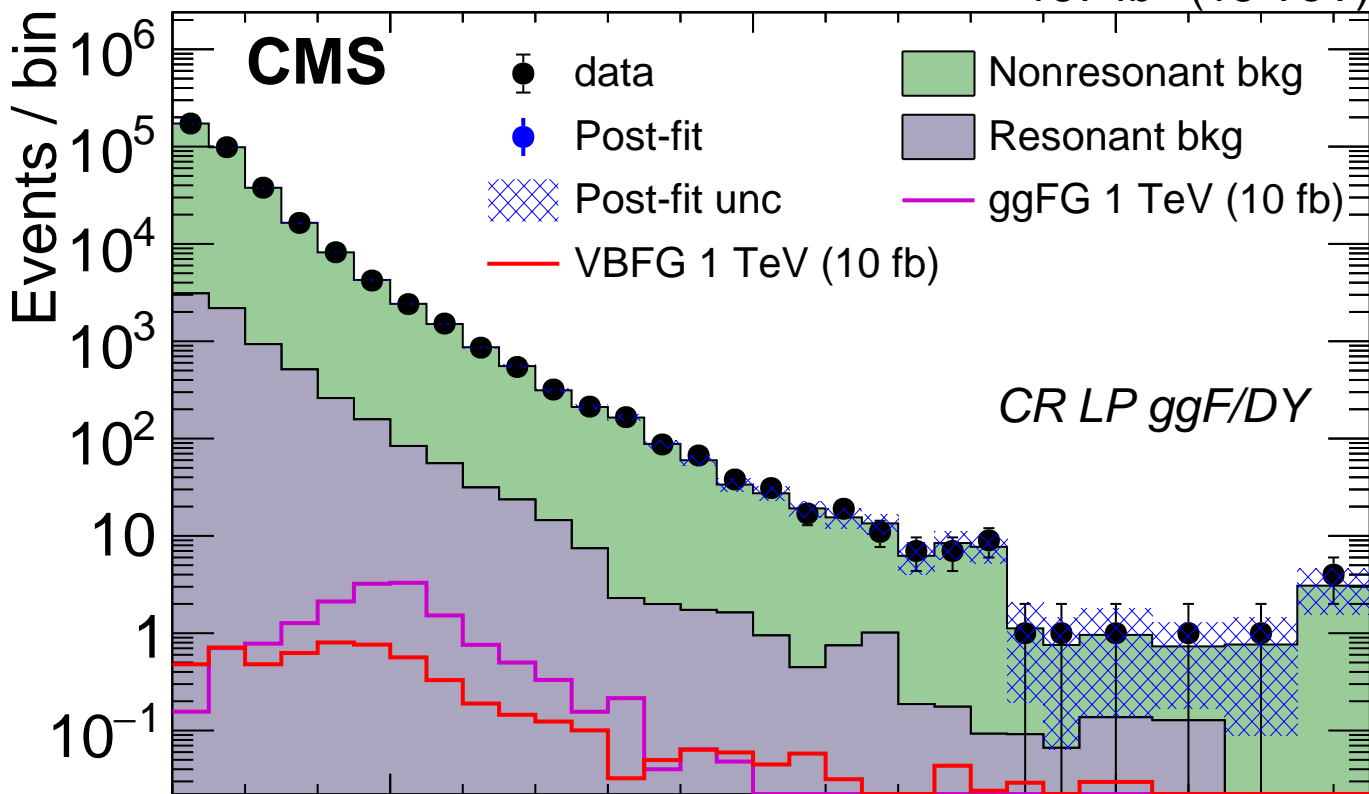 CMS
data
Post-fit
Post-fit unc
VBFG 1 TeV (10 fb)
Nonresonant bkg
Resonant bkg
ggFG 1 TeV (10 fb)
CR LP ggF/DY
Events / bin
10⁶
10⁵
10⁴
10³
10²
10
1
10⁻¹